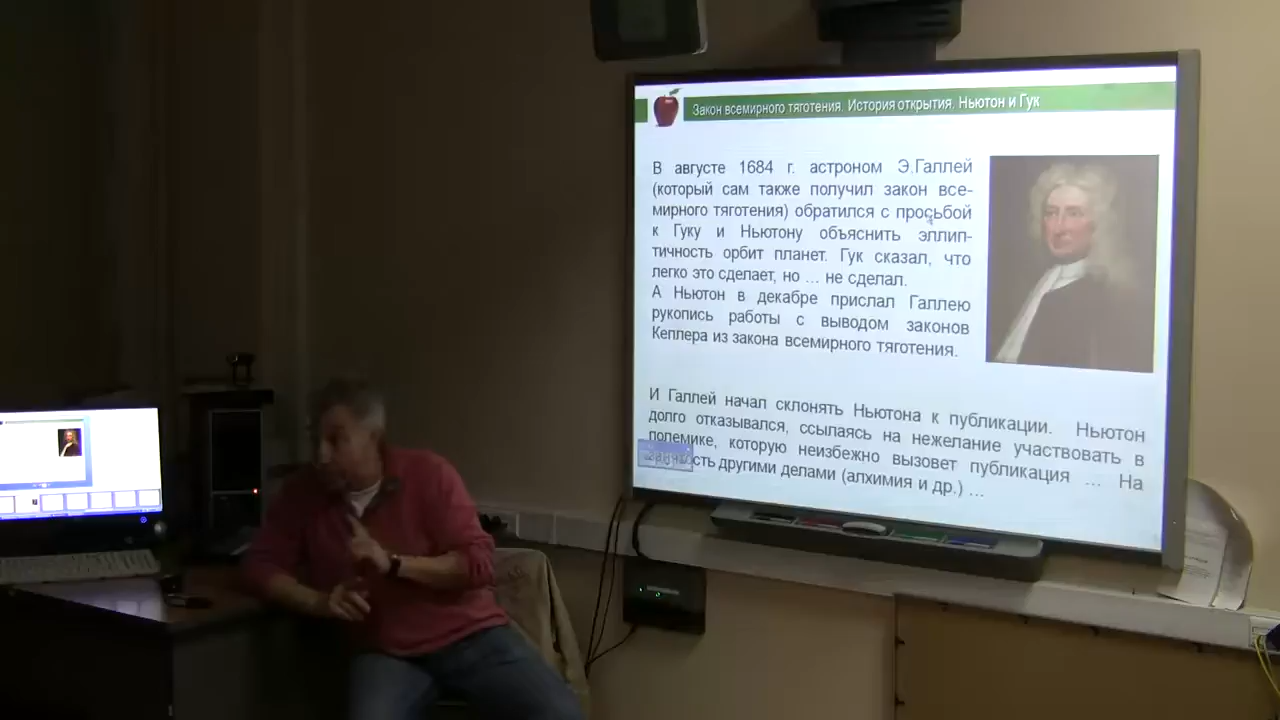 Закон всемирного тяготения. История открытия. Ньютон и Гук
В августе 1684 г. астроном Э.Галлей
(который сам также получил закон все-
мирного тяготения) обратился с просьбой
к Гуку и Ньютону объяснить эллип-
тичность орбит планет. Гук сказал, что
легко это сделает, но ... не сделал.
А Ньютон в декабре прислал Галлею
рукопись работы с выводом законов
Кеплера из закона всемирного тяготения.
И Галлей начал склонять Ньютона к публикации. Ньютон
долго отказывался, ссылаясь на нежелание участвовать в
полемике, которую неизбежно вызовет публикация ... На
другими делами (алхимия и др.) ...